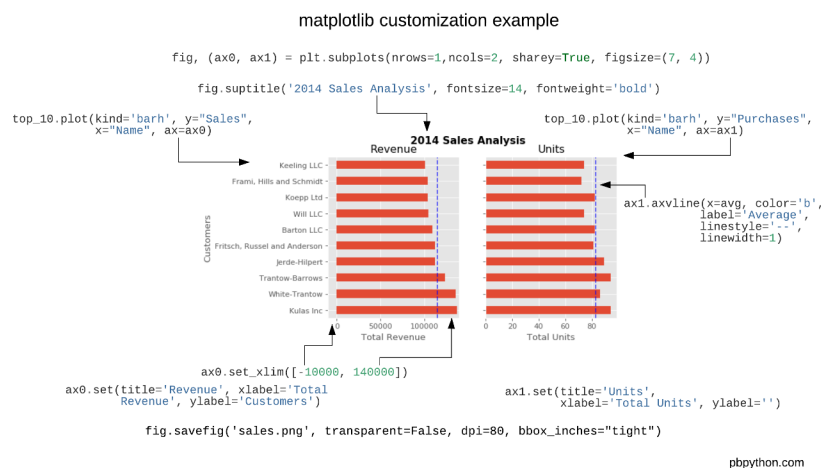 matplotlib customization example
fig, (ax0, ax1) = plt.subplots(nrows=1,ncols=2, sharey=True, figsize=(7, 4))
fig.suptitle('2014 Sales Analysis', fontsize=14, fontweight='bold')
top_10.plot(kind='barh', y="Sales",
x="Name", ax=ax0)
top_10.plot(kind='barh', y="Purchases",
x="Name", ax=ax1)
2014 Sales Analysis
Revenue
Units
Customers
Keeling LLC
Frami, Hills and Schmidt
Koepp Ltd
Will LLC
Barton LLC
Fritsch, Russel and Anderson
Jerde-Hilpert
Trantow-Barrows
White-Trantow
Kulas Inc
0 50000 100000
Total Revenue
0 20 40 60 80
Total Units
ax1.axvline(x=avg, color='b',
label='Average',
linestyle='--',
linewidth=1)
ax0.set_xlim([-10000, 140000])
ax0.set(title='Revenue', xlabel='Total
Revenue', ylabel='Customers')
ax1.set(title='Units',
xlabel='Total Units', ylabel='')
fig.savefig('sales.png', transparent=False, dpi=80, bbox_inches="tight")
pbpython.com